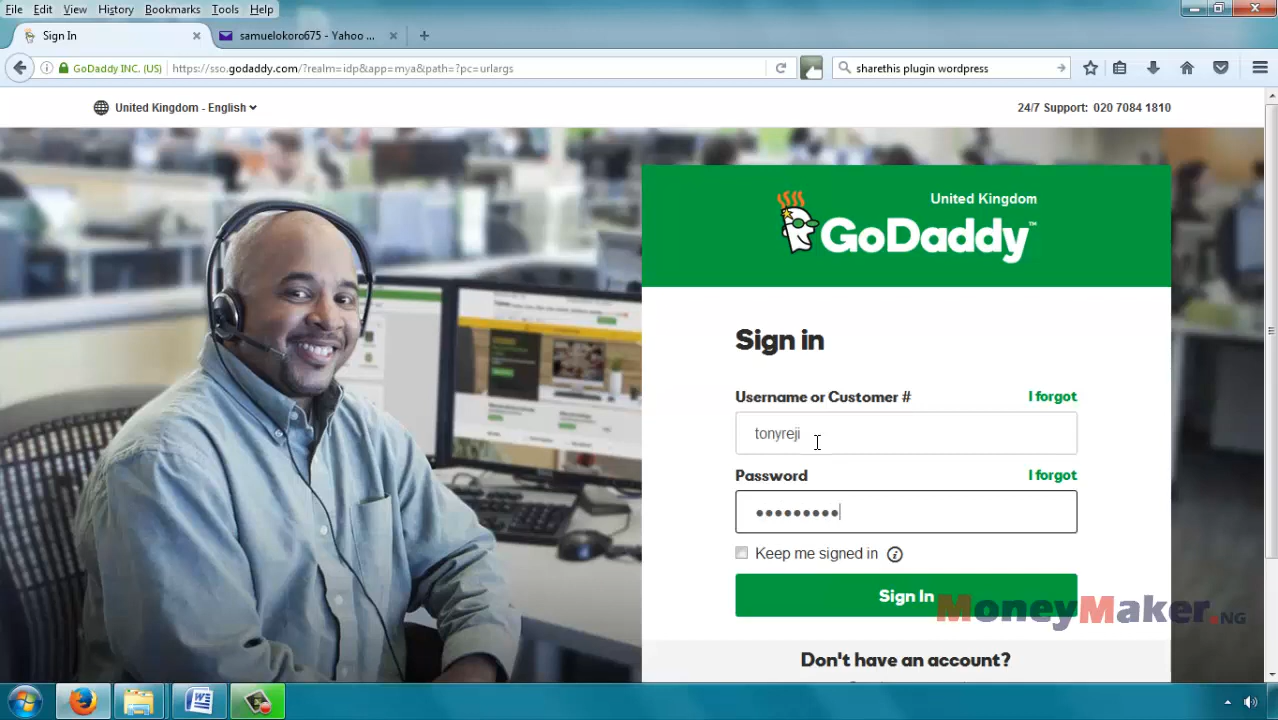 File Edit View History Bookmarks Tools Help
Sign In
samuelokoro675 - Yahoo ...
GoDaddy INC. (US) https://sso.godaddy.com/?realm=idp&app=mya&path=?pc=urlargs
sharethis plugin wordpress
United Kingdom - English
24/7 Support: 020 7084 1810
United Kingdom
GoDaddy™
Sign in
Username or Customer # I forgot
tonyreji
Password I forgot
•••••••••
Keep me signed in
Sign In
MoneyMaker.NG
Don't have an account?